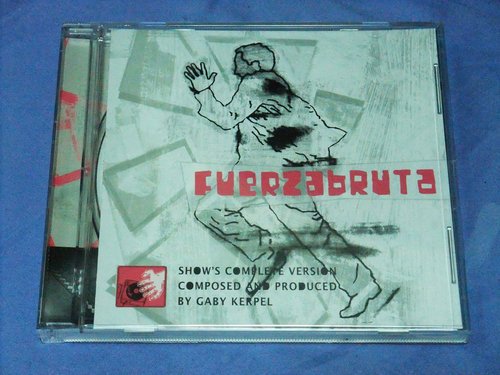 FUERZABRUTA
SHOW'S COMPLETE VERSION
COMPOSED AND PRODUCED
BY GABY KERPEL